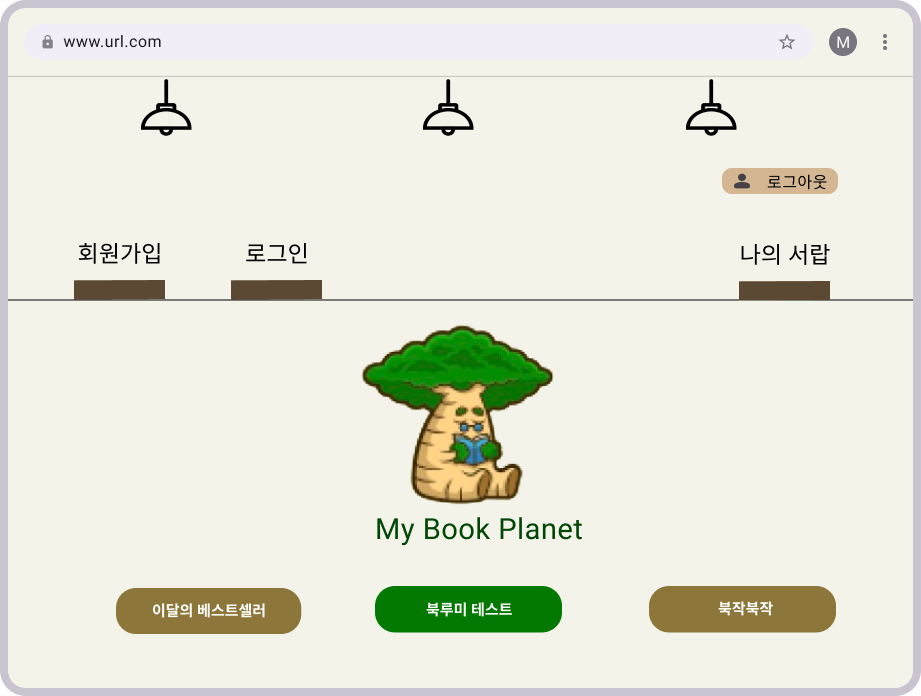 www.url.com
M
로그아웃
회원가입
로그인
나의 서랍
My Book Planet
이달의 베스트셀러
북루미 테스트
북작북작